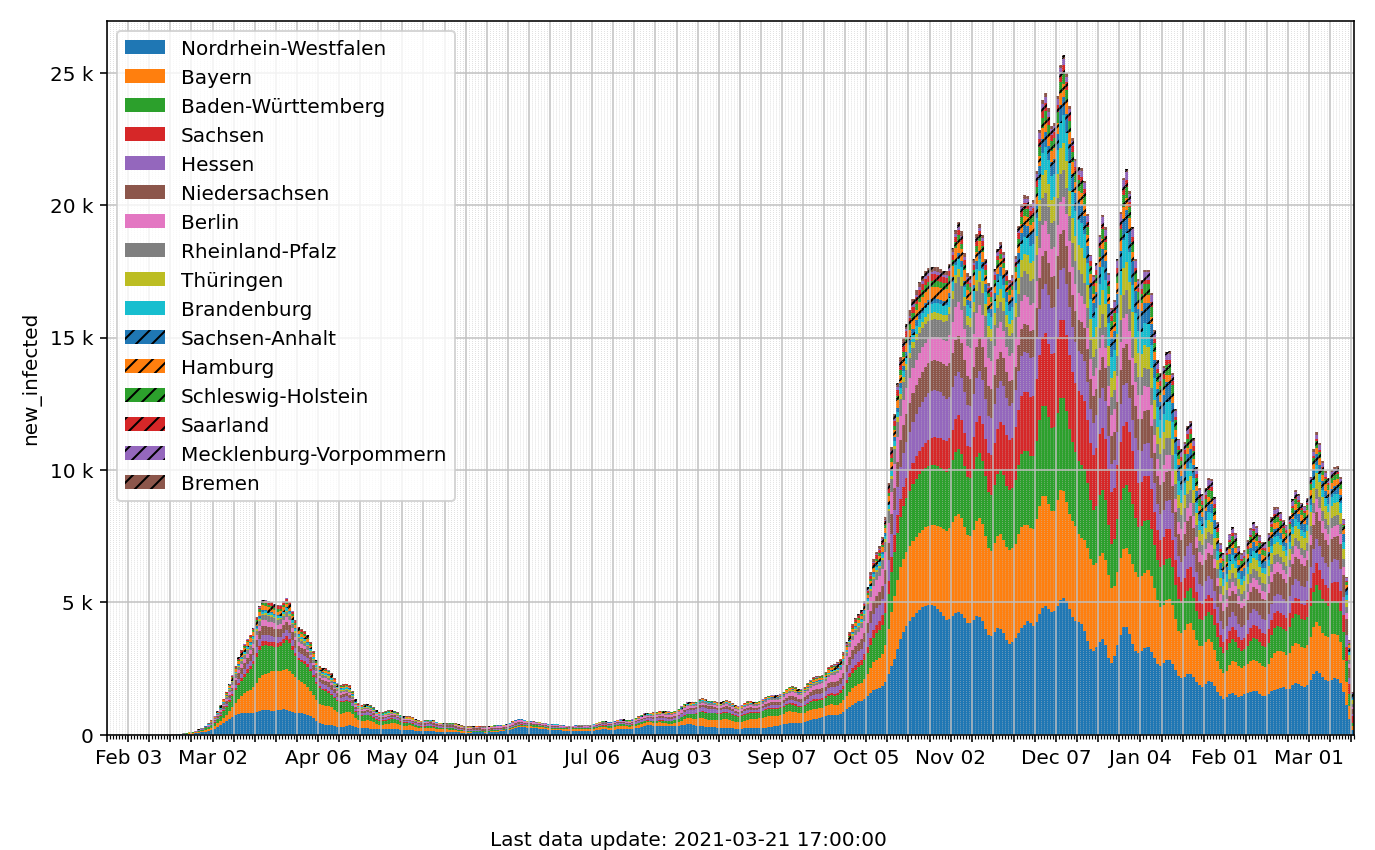 25 k
20 k
15 k
10 k
5 k
0
new_infected
Nordrhein-Westfalen
Bayern
Baden-Württemberg
Sachsen
Hessen
Niedersachsen
Berlin
Rheinland-Pfalz
Thüringen
Brandenburg
Sachsen-Anhalt
Hamburg
Schleswig-Holstein
Saarland
Mecklenburg-Vorpommern
Bremen
Feb 03 Mar 02 Apr 06 May 04 Jun 01 Jul 06 Aug 03 Sep 07 Oct 05 Nov 02 Dec 07 Jan 04 Feb 01 Mar 01
Last data update: 2021-03-21 17:00:00